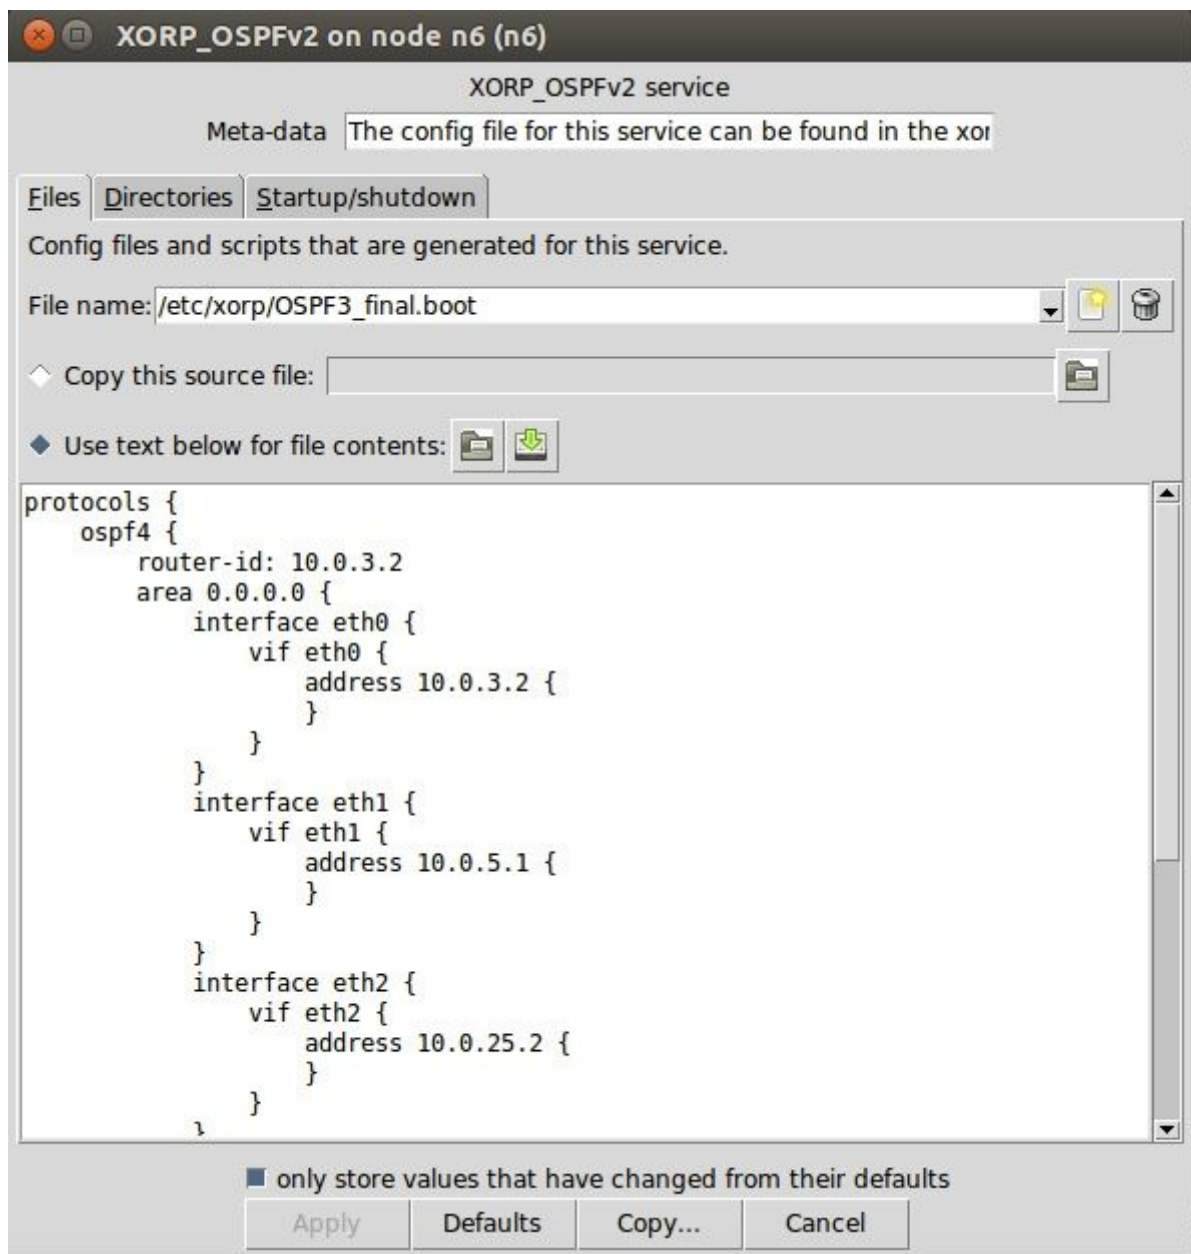 XORP_OSPFv2 on node n6 (n6)
XORP_OSPFv2 service
Meta-data The config file for this service can be found in the xor
Files Directories Startup/shutdown
Config files and scripts that are generated for this service.
File name: /etc/xorp/OSPF3_final.boot
Copy this source file:
Use text below for file contents:
protocols {
    ospf4 {
        router-id: 10.0.3.2
        area 0.0.0.0 {
            interface eth0 {
                vif eth0 {
                    address 10.0.3.2 {
                    }
                }
            }
            interface eth1 {
                vif eth1 {
                    address 10.0.5.1 {
                    }
                }
            }
            interface eth2 {
                vif eth2 {
                    address 10.0.25.2 {
                    }
                }
            }
only store values that have changed from their defaults
Apply Defaults Copy... Cancel